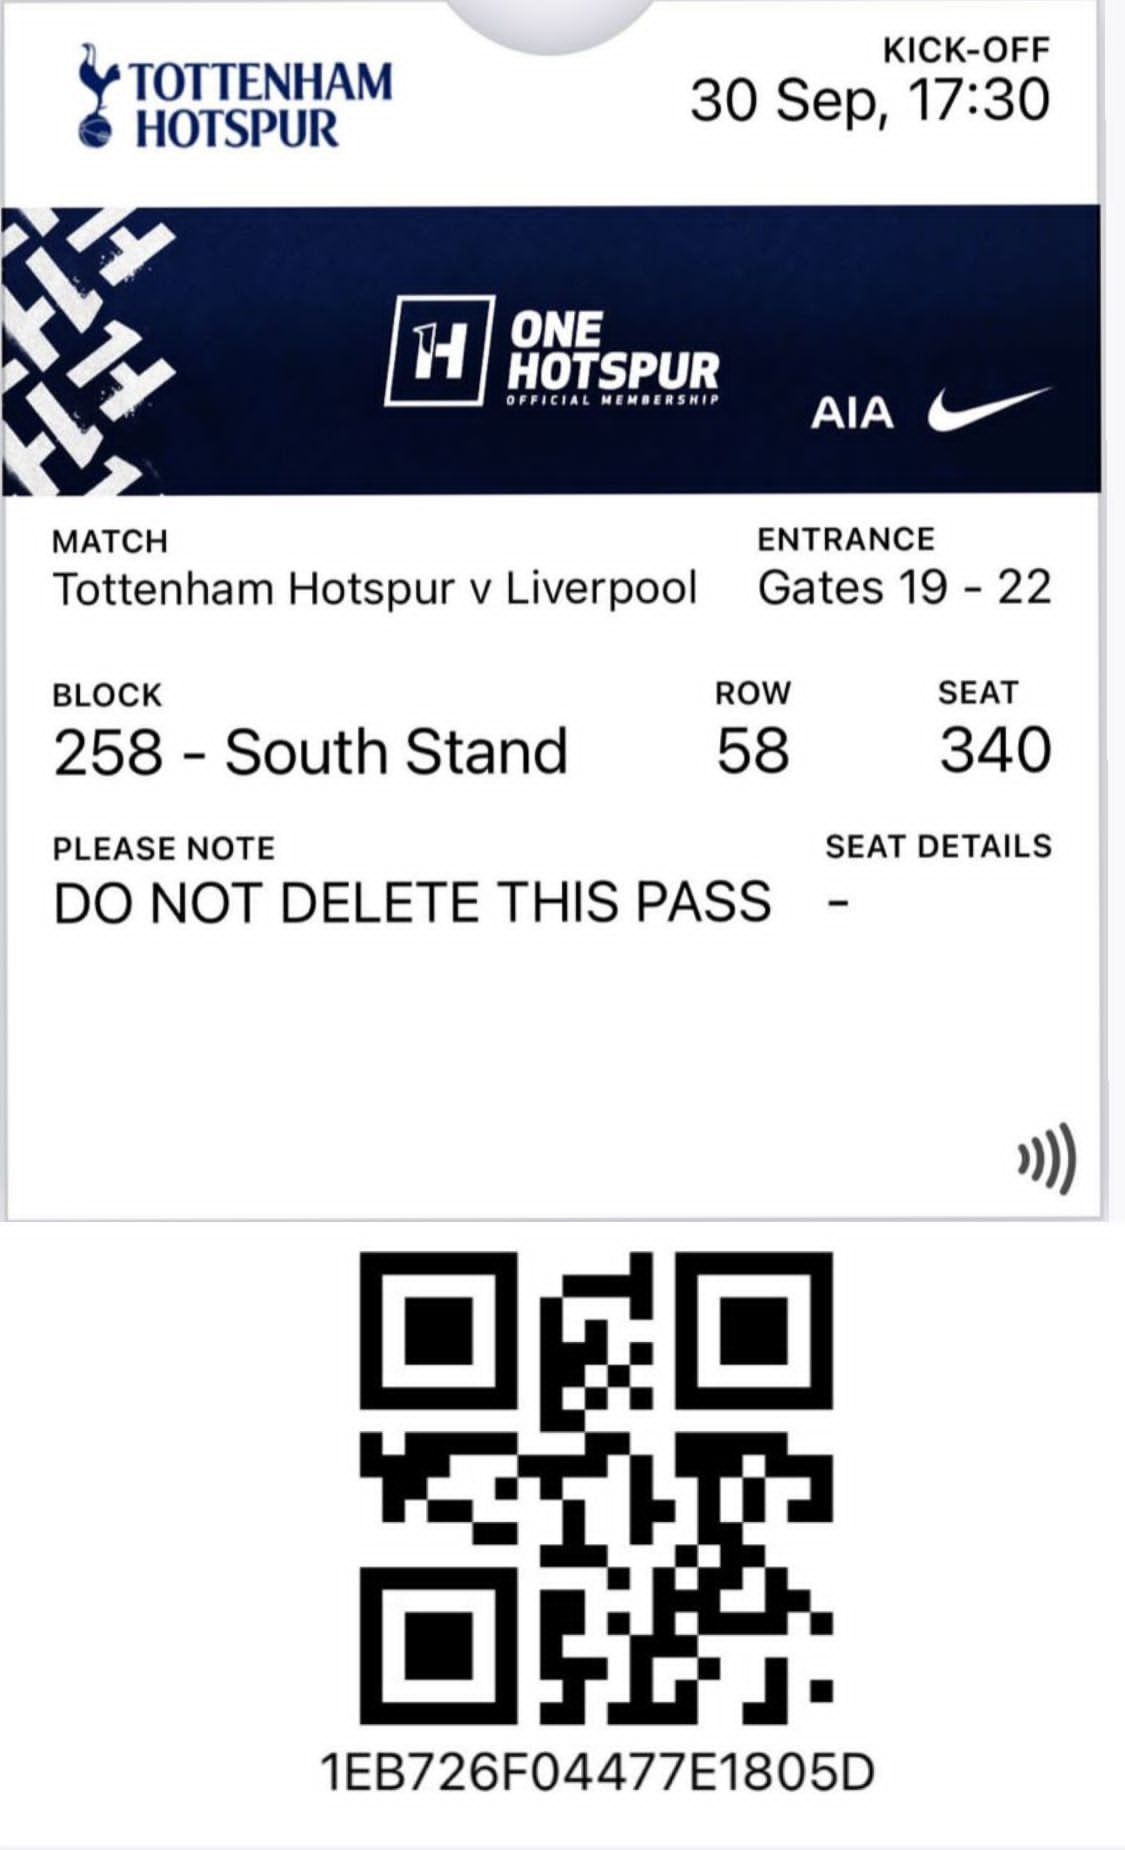 TOTTENHAM
HOTSPUR
KICK-OFF
30 Sep, 17:30
ONE
HOTSPUR
OFFICIAL MEMBERSHIP
AIA
MATCH
Tottenham Hotspur v Liverpool
ENTRANCE
Gates 19 - 22
BLOCK
258 - South Stand
ROW
58
SEAT
340
PLEASE NOTE
DO NOT DELETE THIS PASS
SEAT DETAILS
-
1EB726F04477E1805D